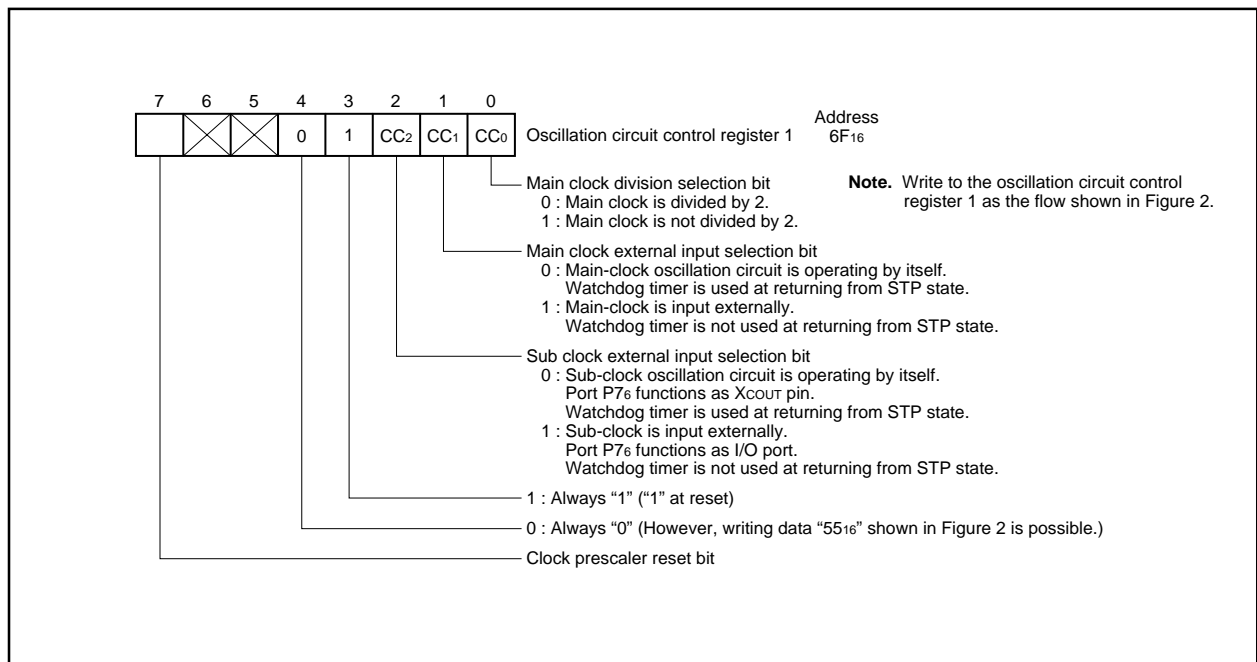 7 6 5 4 3 2 1 0
0 1 CC2 CC1 CC0 Oscillation circuit control register 1
Address
6F16
Main clock division selection bit
0 : Main clock is divided by 2.
1 : Main clock is not divided by 2.
Note. Write to the oscillation circuit control
register 1 as the flow shown in Figure 2.
Main clock external input selection bit
0 : Main-clock oscillation circuit is operating by itself.
Watchdog timer is used at returning from STP state.
1 : Main-clock is input externally.
Watchdog timer is not used at returning from STP state.
Sub clock external input selection bit
0 : Sub-clock oscillation circuit is operating by itself.
Port P76 functions as XCOUT pin.
Watchdog timer is used at returning from STP state.
1 : Sub-clock is input externally.
Port P76 functions as I/O port.
Watchdog timer is not used at returning from STP state.
1 : Always “1” (“1” at reset)
0 : Always “0” (However, writing data “5516” shown in Figure 2 is possible.)
Clock prescaler reset bit